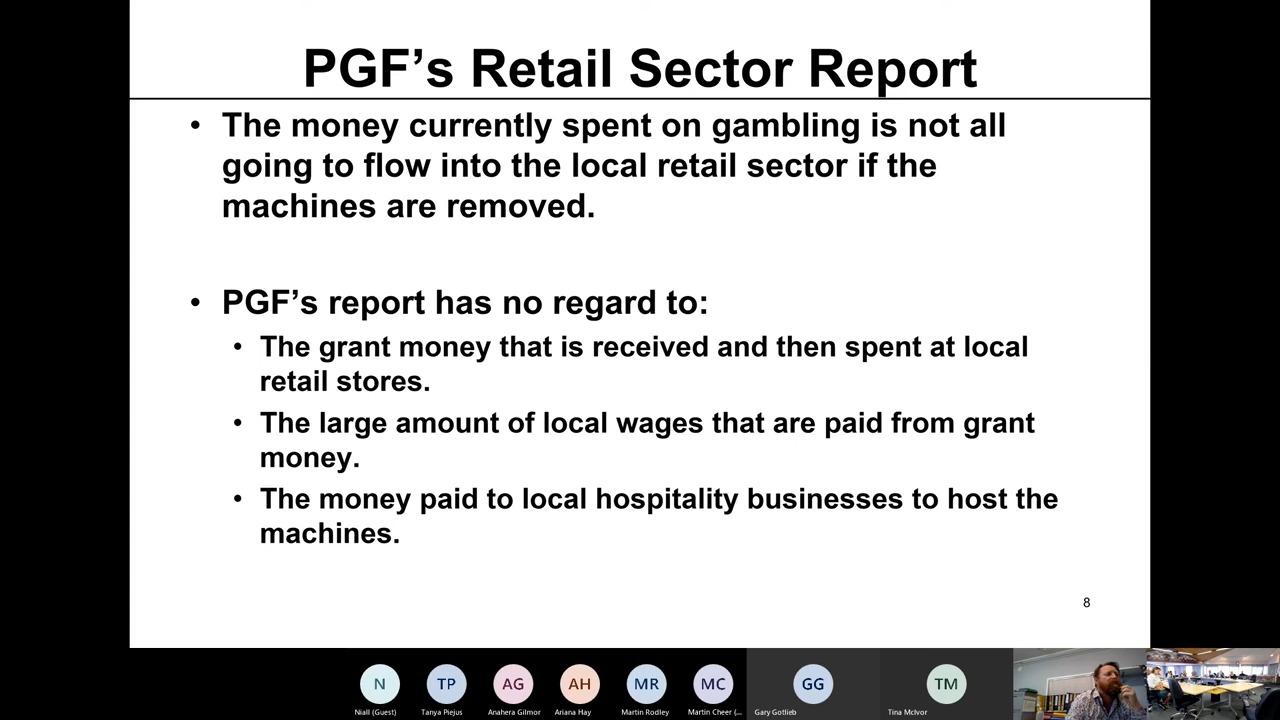 PGF’s Retail Sector Report
• The money currently spent on gambling is not all
going to flow into the local retail sector if the
machines are removed.
• PGF’s report has no regard to:
• The grant money that is received and then spent at local
retail stores.
• The large amount of local wages that are paid from grant
money.
• The money paid to local hospitality businesses to host the
machines.
8
N TP AG AH MR MC GG TM
Niall (Guest) Tanya Piejus Anahera Gilmor Ariana Hay Martin Rodley Martin Cheer (... Gary Gotlieb Tina McIvor